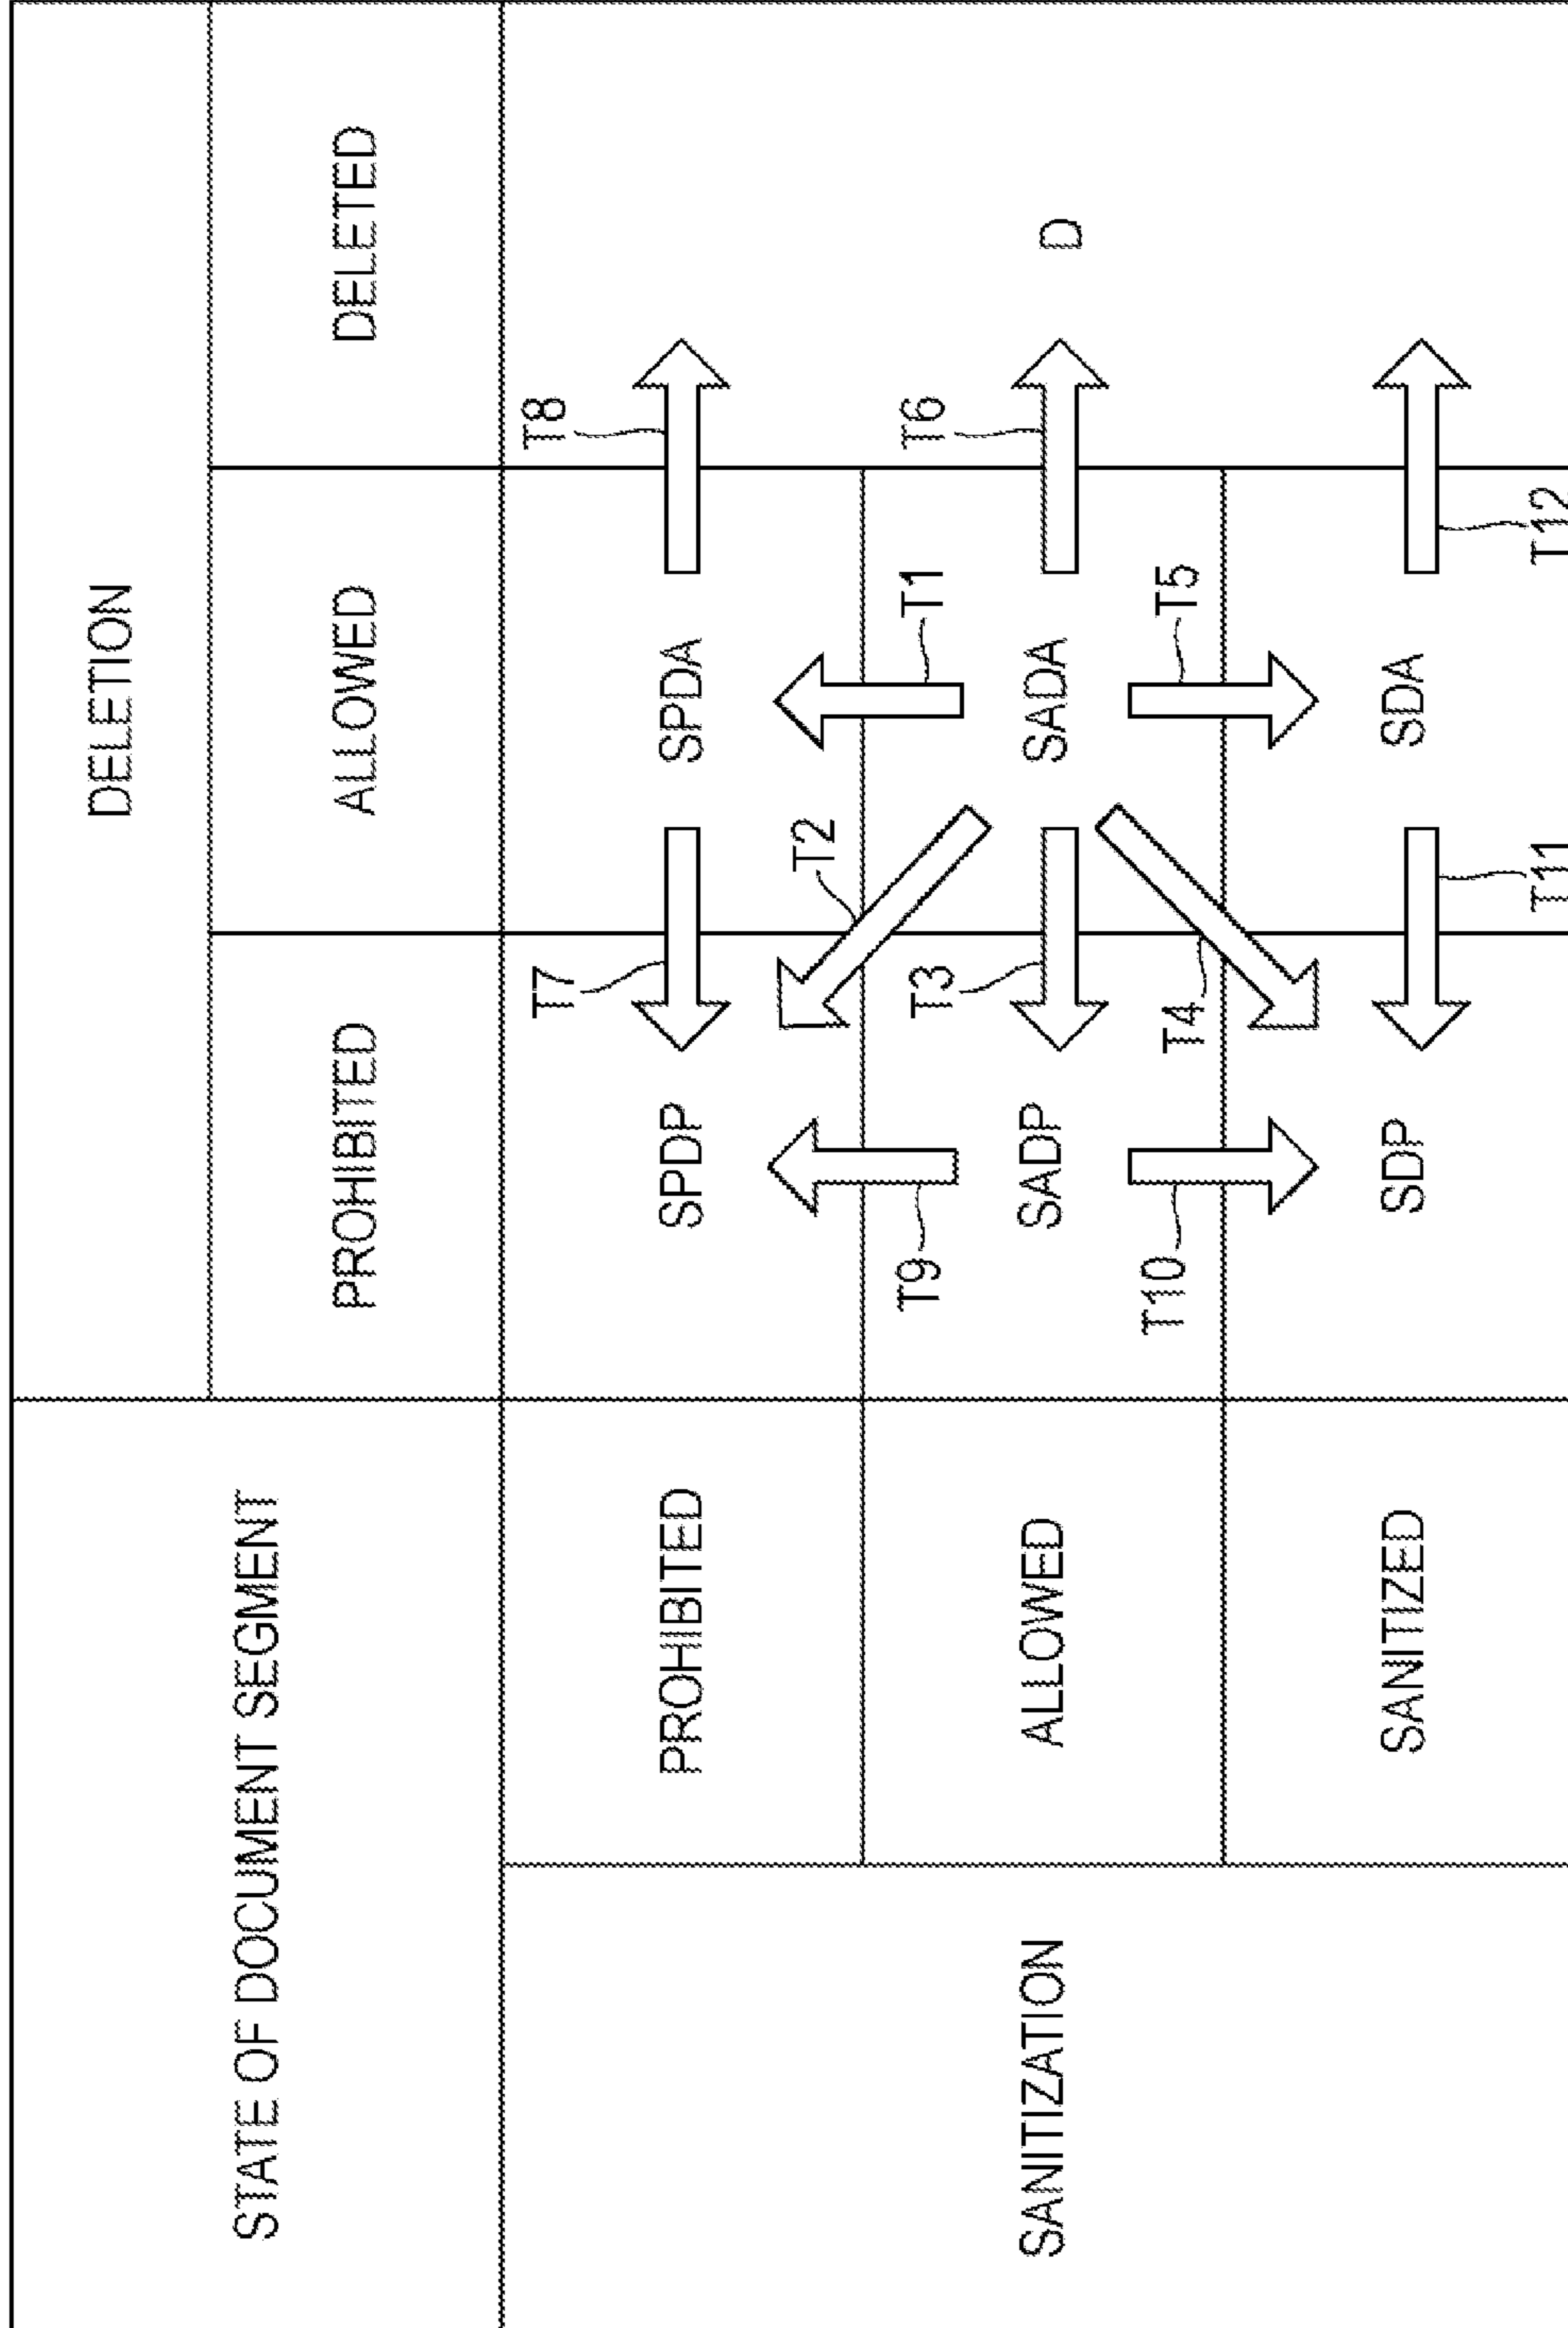 DELETION
STATE OF DOCUMENT SEGMENT
PROHIBITED
ALLOWED
DELETED
T7
T8
PROHIBITED
SPDP
SPDA
T2
T9
T3
T1
T6
SANITIZATION
ALLOWED
SADP
SADA
D
T10
T4
T5
SANITIZED
SDP
SDA
T11
T12